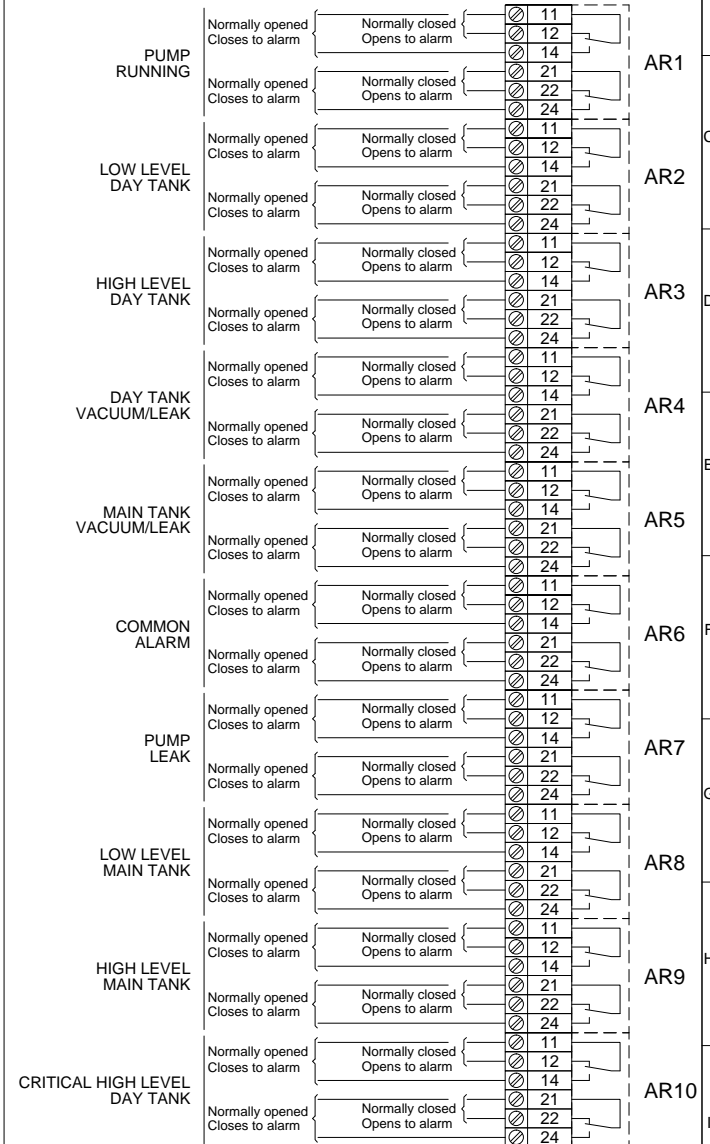 PUMP
RUNNING
Normally opened
Closes to alarm
Normally closed
Opens to alarm
11
12
14
Normally opened
Closes to alarm
Normally closed
Opens to alarm
21
22
24
AR1
LOW LEVEL
DAY TANK
Normally opened
Closes to alarm
Normally closed
Opens to alarm
11
12
14
Normally opened
Closes to alarm
Normally closed
Opens to alarm
21
22
24
AR2
HIGH LEVEL
DAY TANK
Normally opened
Closes to alarm
Normally closed
Opens to alarm
11
12
14
Normally opened
Closes to alarm
Normally closed
Opens to alarm
21
22
24
AR3
DAY TANK
VACUUM/LEAK
Normally opened
Closes to alarm
Normally closed
Opens to alarm
11
12
14
Normally opened
Closes to alarm
Normally closed
Opens to alarm
21
22
24
AR4
MAIN TANK
VACUUM/LEAK
Normally opened
Closes to alarm
Normally closed
Opens to alarm
11
12
14
Normally opened
Closes to alarm
Normally closed
Opens to alarm
21
22
24
AR5
COMMON
ALARM
Normally opened
Closes to alarm
Normally closed
Opens to alarm
11
12
14
Normally opened
Closes to alarm
Normally closed
Opens to alarm
21
22
24
AR6
PUMP
LEAK
Normally opened
Closes to alarm
Normally closed
Opens to alarm
11
12
14
Normally opened
Closes to alarm
Normally closed
Opens to alarm
21
22
24
AR7
LOW LEVEL
MAIN TANK
Normally opened
Closes to alarm
Normally closed
Opens to alarm
11
12
14
Normally opened
Closes to alarm
Normally closed
Opens to alarm
21
22
24
AR8
HIGH LEVEL
MAIN TANK
Normally opened
Closes to alarm
Normally closed
Opens to alarm
11
12
14
Normally opened
Closes to alarm
Normally closed
Opens to alarm
21
22
24
AR9
CRITICAL HIGH LEVEL
DAY TANK
Normally opened
Closes to alarm
Normally closed
Opens to alarm
11
12
14
Normally opened
Closes to alarm
Normally closed
Opens to alarm
21
22
24
AR10